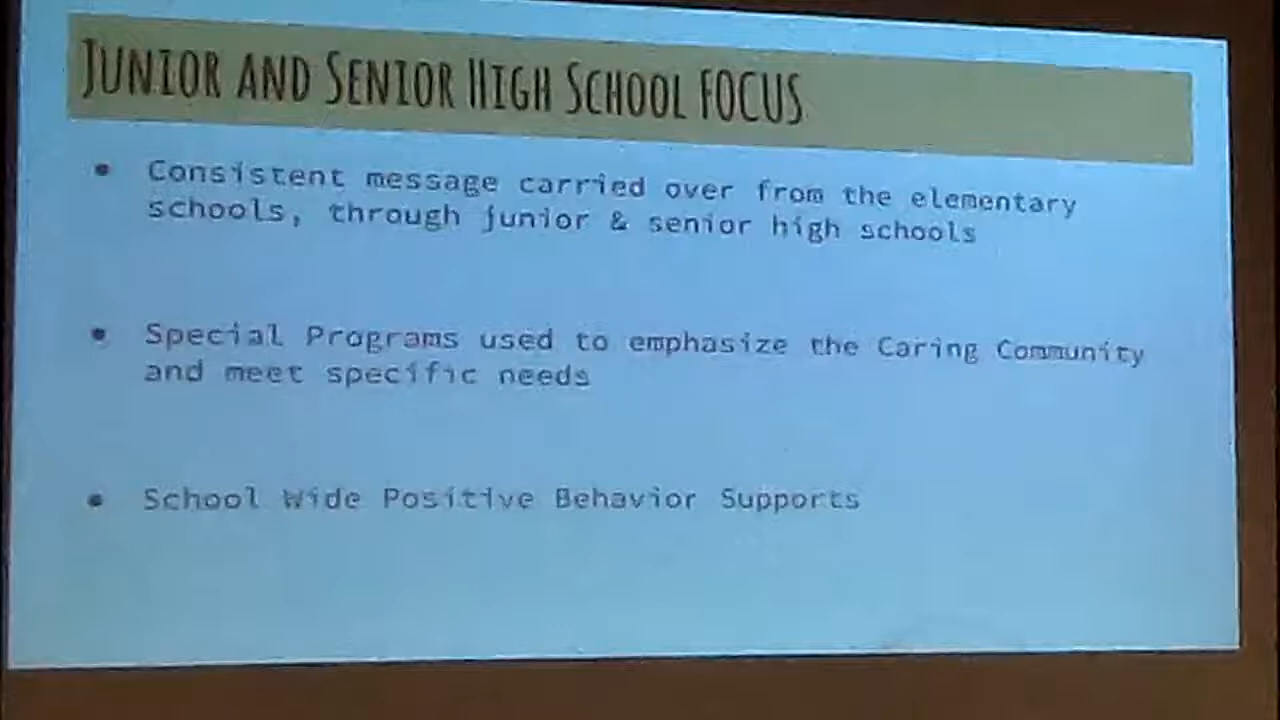 JUNIOR AND SENIOR HIGH SCHOOL FOCUS
• Consistent message carried over from the elementary
schools, through junior & senior high schools
• Special Programs used to emphasize the Caring Community
and meet specific needs
• School Wide Positive Behavior Supports